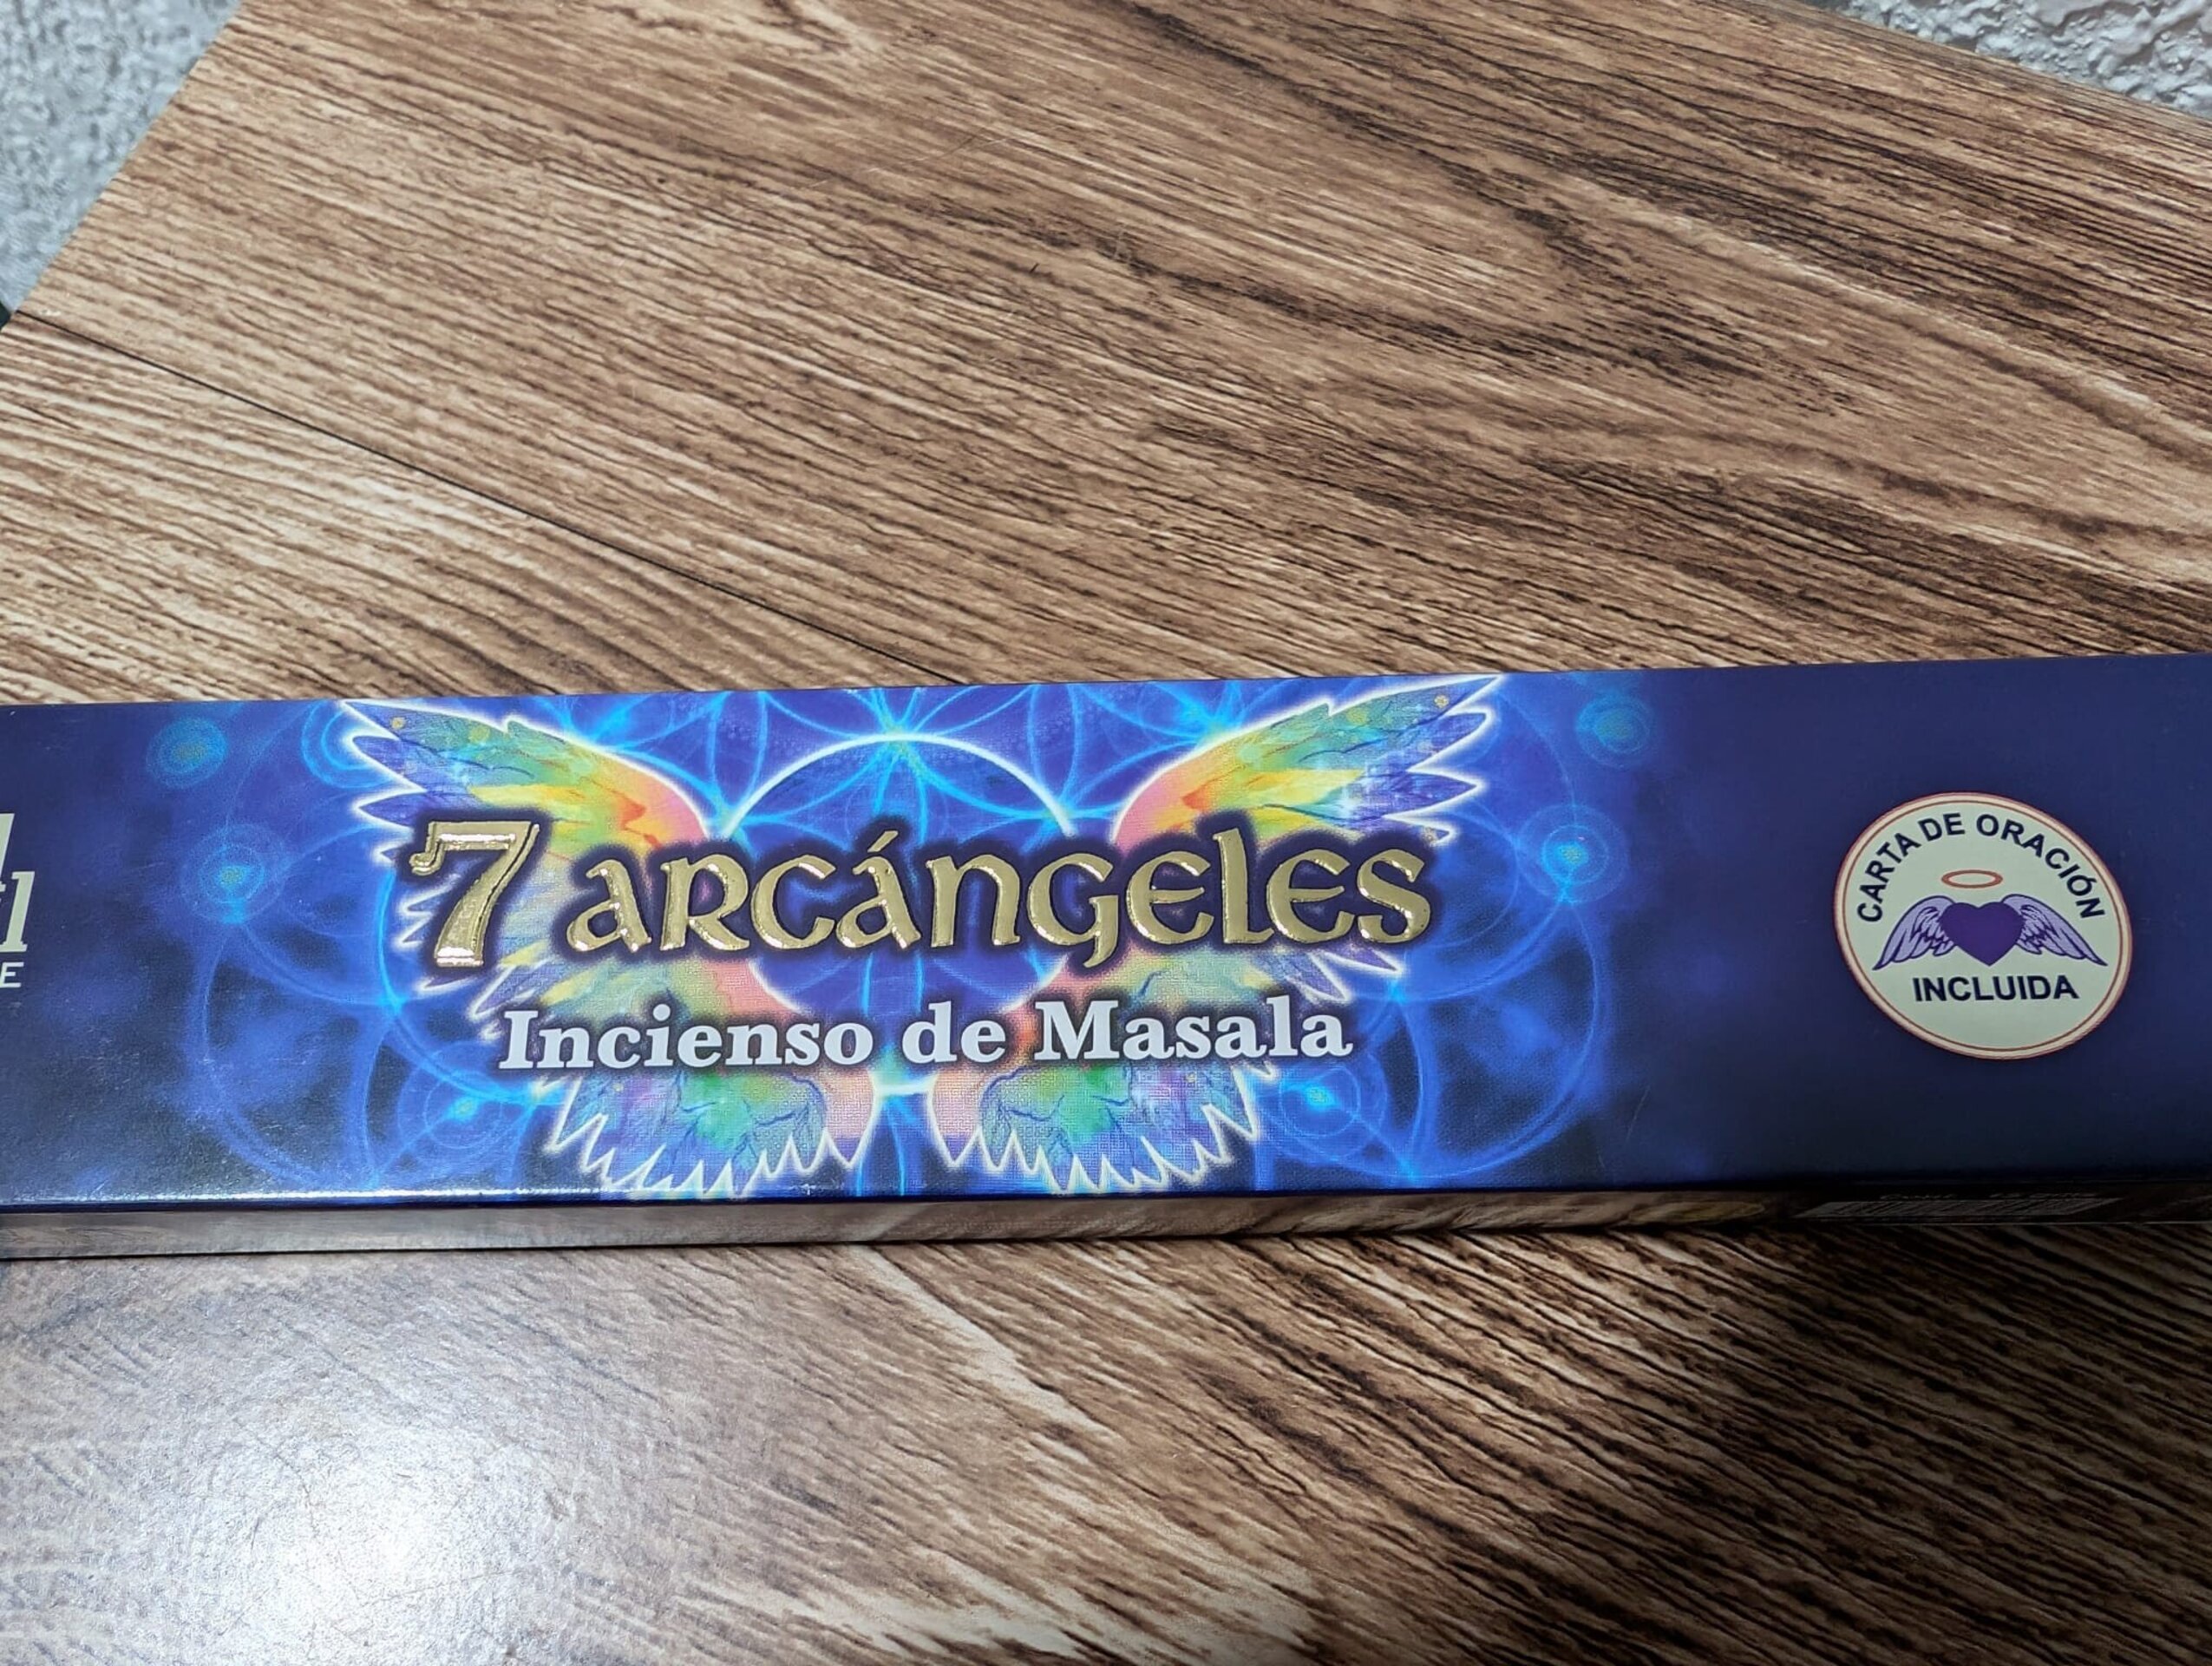 7 arcángeles
Incienso de Masala
CARTA DE ORACIÓN
INCLUIDA